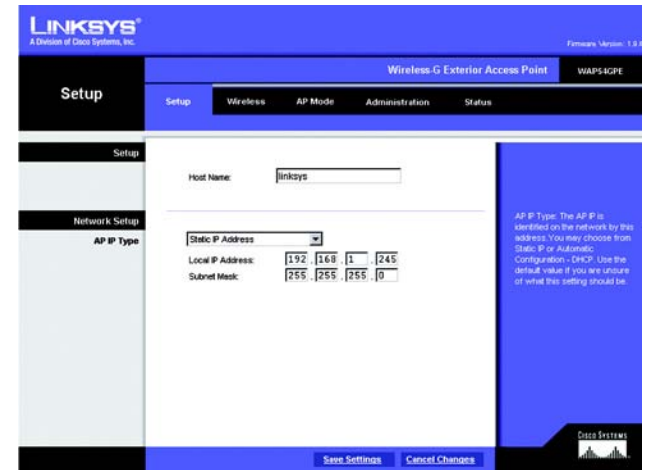 LINKSYS®
A Division of Cisco Systems, Inc.
Firmware Version: 1.0
Wireless-G Exterior Access Point
WAP54GPE
Setup
Setup
Wireless
AP Mode
Administration
Status
Setup
Host Name:
linksys
Network Setup
AP IP Type
Static IP Address
Local IP Address:
192 . 168 . 1 . 245
Subnet Mask:
255 . 255 . 255 . 0
AP IP Type: The AP IP is
identified on the network by this
address. You may choose from
Static IP or Automatic
Configuration - DHCP. Use the
default value if you are unsure
of what this setting should be.
Save Settings
Cancel Changes
CISCO SYSTEMS